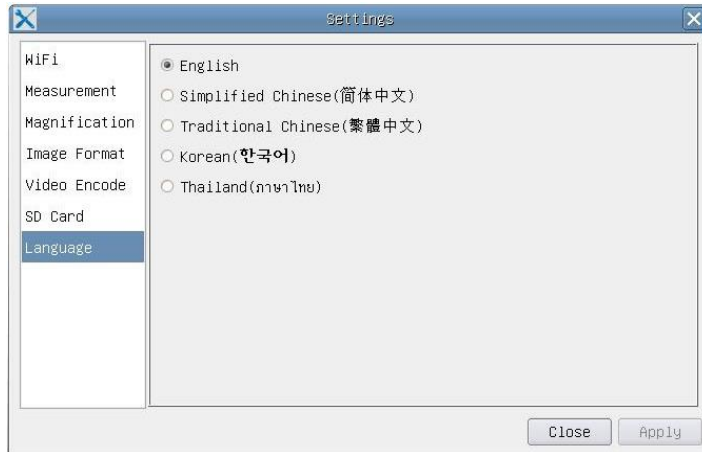 Settings
WiFi
Measurement
Magnification
Image Format
Video Encode
SD Card
Language
English
Simplified Chinese(简体中文)
Traditional Chinese(繁體中文)
Korean(한국어)
Thailand(ภาษาไทย)
Close
Apply